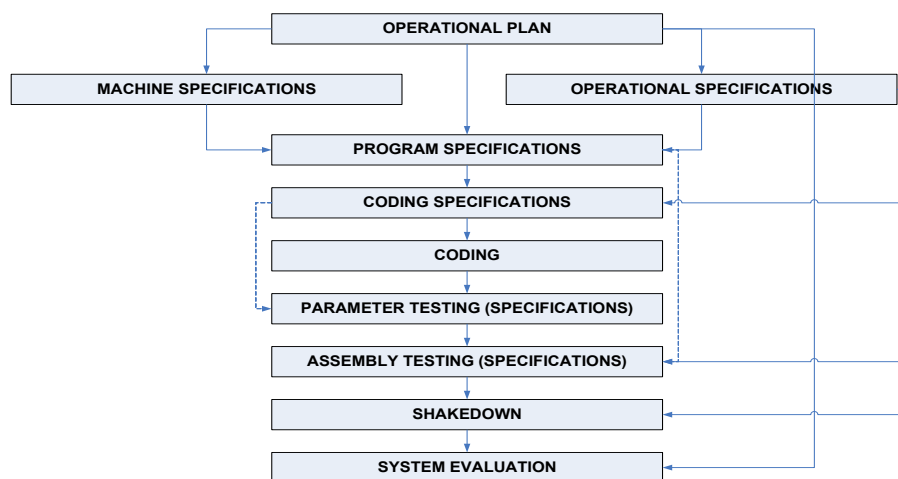 OPERATIONAL PLAN
MACHINE SPECIFICATIONS
OPERATIONAL SPECIFICATIONS
PROGRAM SPECIFICATIONS
CODING SPECIFICATIONS
CODING
PARAMETER TESTING (SPECIFICATIONS)
ASSEMBLY TESTING (SPECIFICATIONS)
SHAKEDOWN
SYSTEM EVALUATION